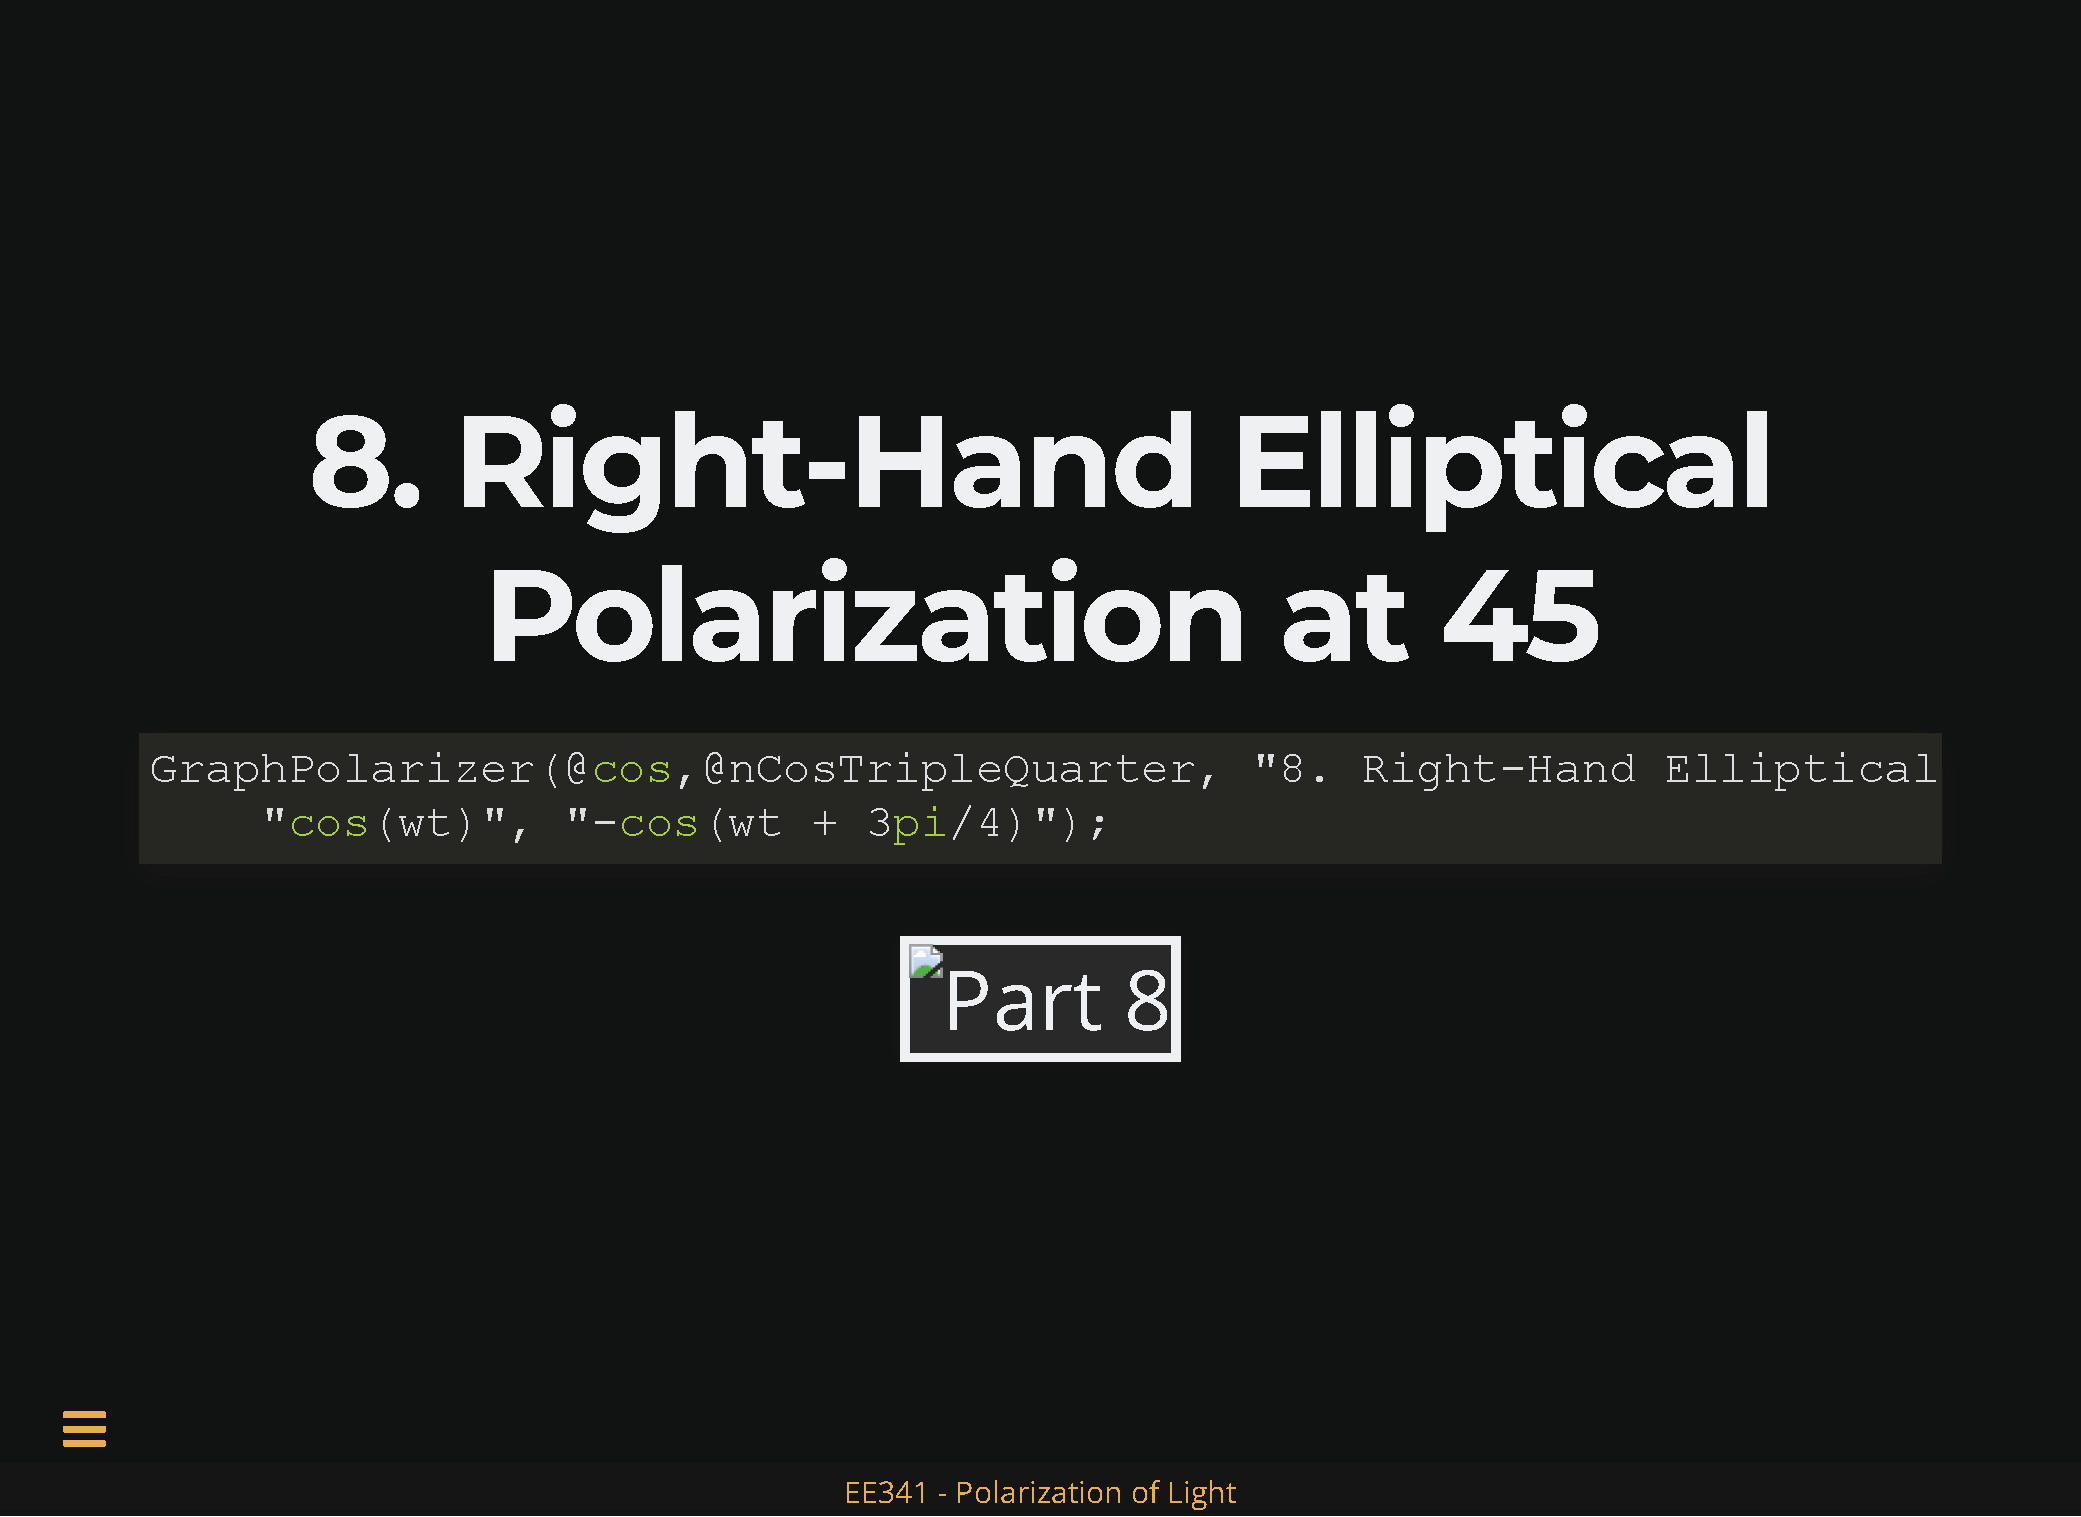 8. Right-Hand Elliptical
Polarization at 45
GraphPolarizer(@cos,@nCosTripleQuarter, "8. Right-Hand Elliptical
"cos(wt)", "-cos(wt + 3pi/4)");
Part 8
EE341 - Polarization of Light